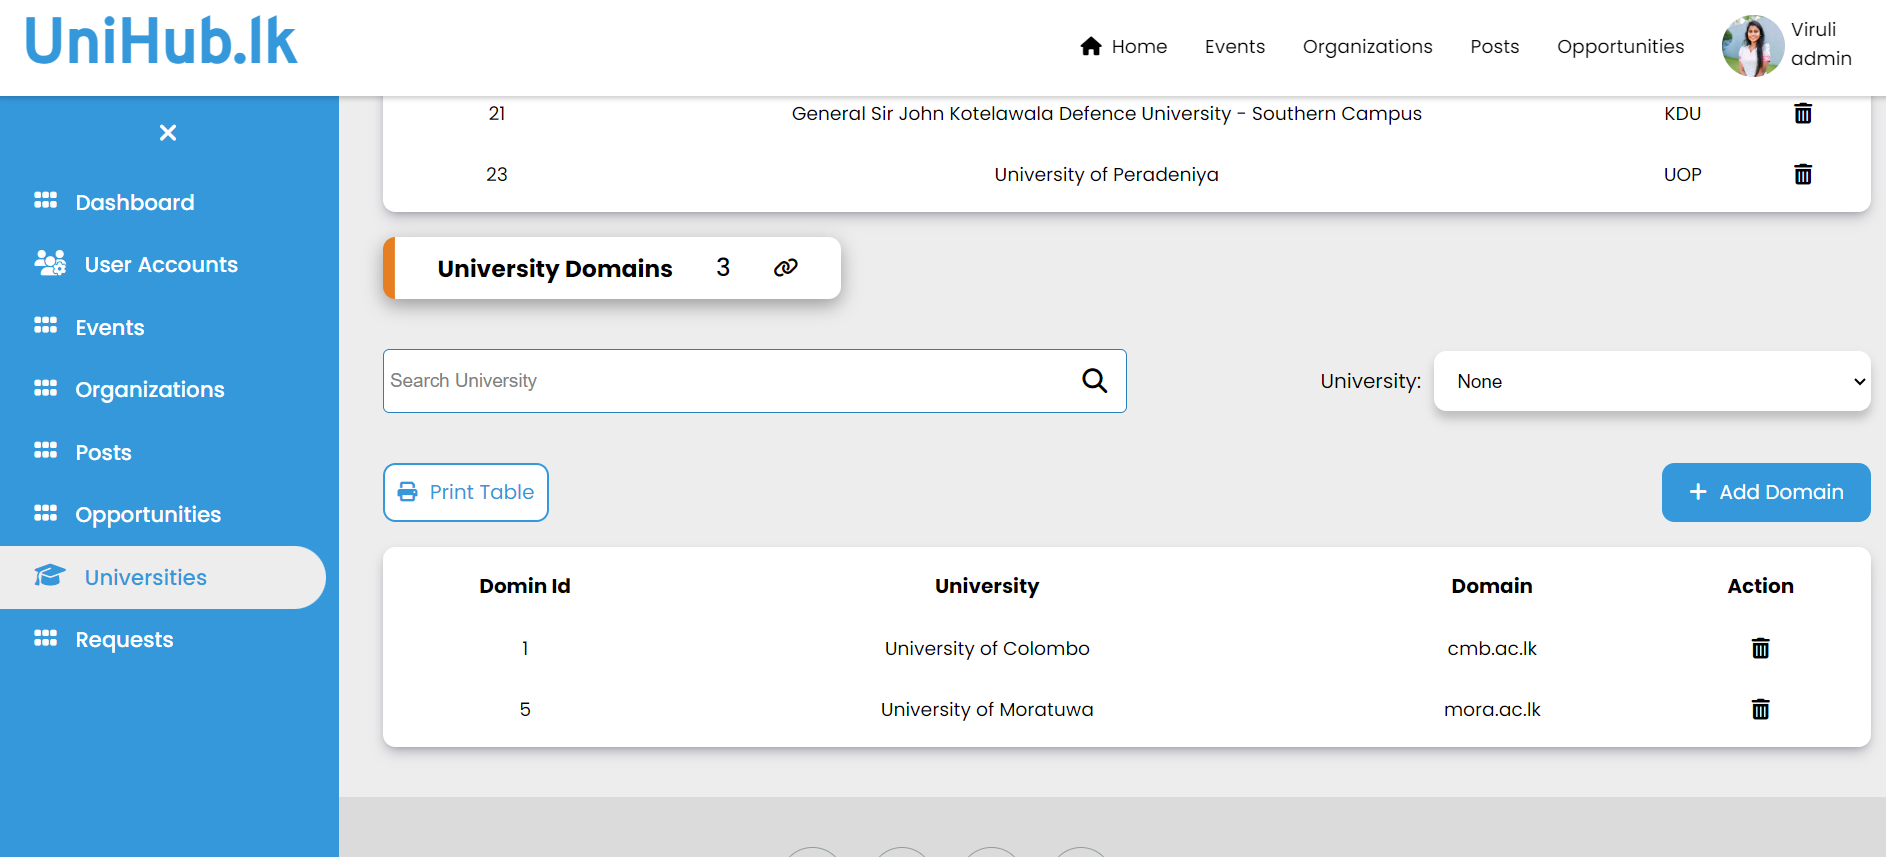 UniHub.lk
Home Events Organizations Posts Opportunities
Viruli
admin
Dashboard
User Accounts
Events
Organizations
Posts
Opportunities
Universities
Requests
21 General Sir John Kotelawala Defence University - Southern Campus KDU
23 University of Peradeniya UOP
University Domains 3
Search University
University: None
Print Table
+ Add Domain
Domin Id University Domain Action
1 University of Colombo cmb.ac.lk
5 University of Moratuwa mora.ac.lk